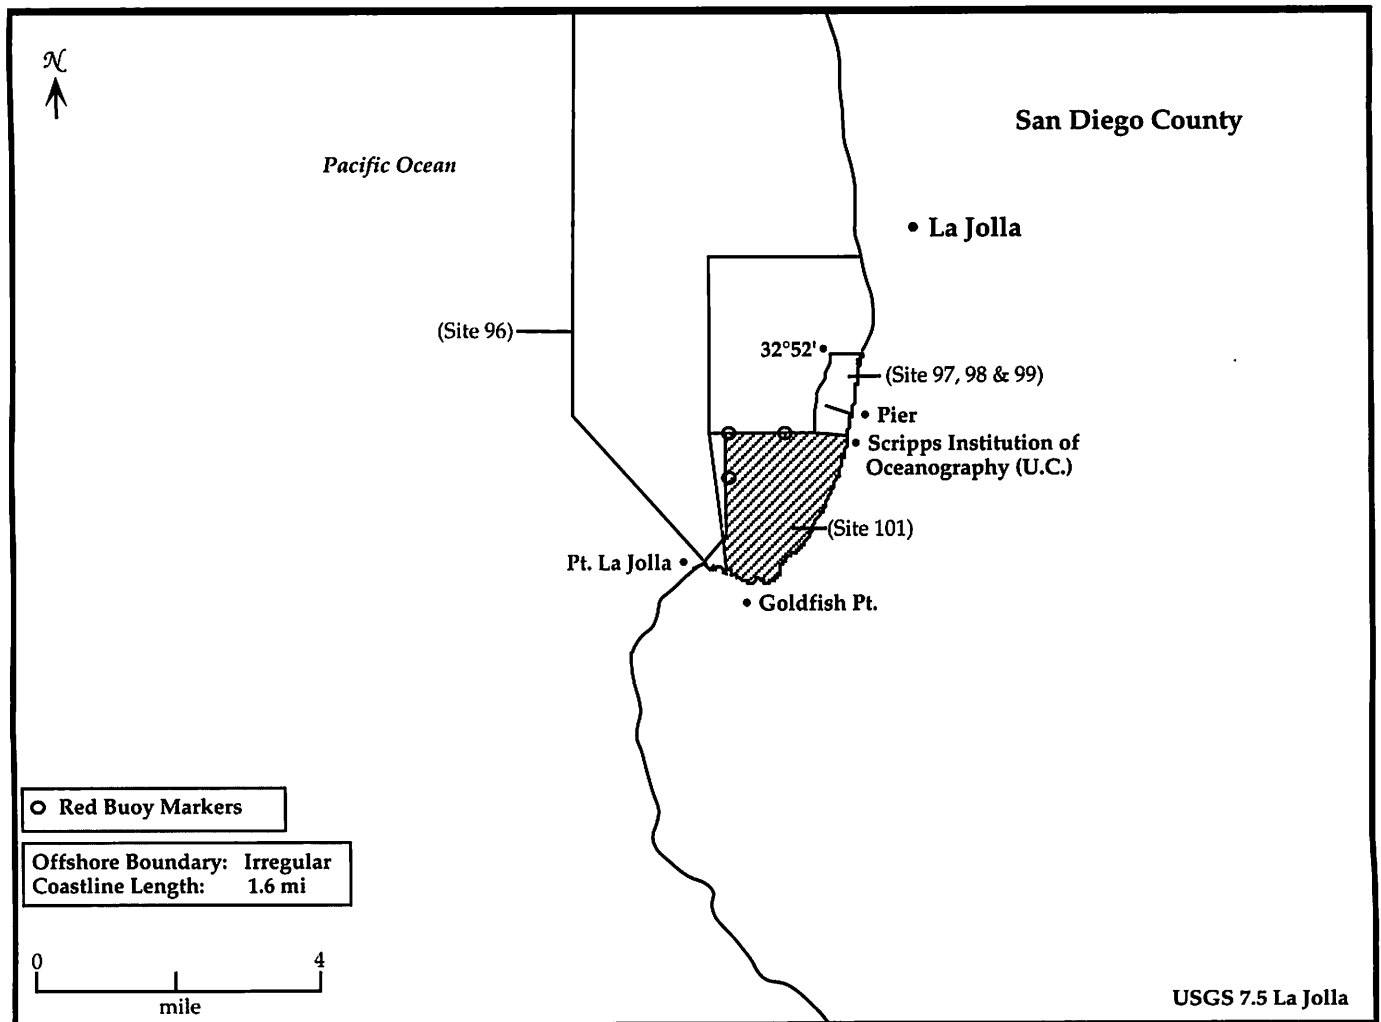 N
San Diego County
Pacific Ocean
La Jolla
(Site 96)
32°52'
(Site 97, 98 & 99)
Pier
Scripps Institution of
Oceanography (U.C.)
(Site 101)
Pt. La Jolla
Goldfish Pt.
Red Buoy Markers
Offshore Boundary: Irregular
Coastline Length: 1.6 mi
0 4
mile
USGS 7.5 La Jolla